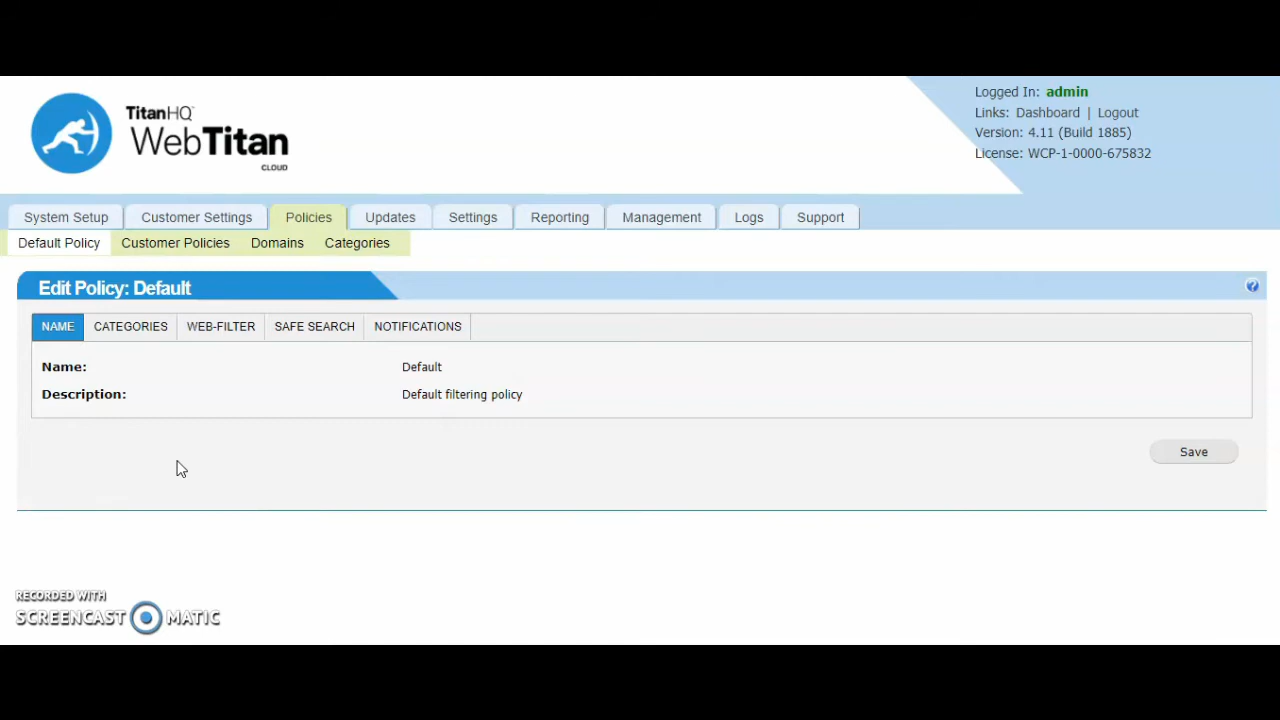 TitanHQ
WebTitan
CLOUD
Logged In: admin
Links: Dashboard | Logout
Version: 4.11 (Build 1885)
License: WCP-1-0000-675832
System Setup Customer Settings Policies Updates Settings Reporting Management Logs Support
Default Policy Customer Policies Domains Categories
Edit Policy: Default
?
NAME CATEGORIES WEB-FILTER SAFE SEARCH NOTIFICATIONS
Name: Default
Description: Default filtering policy
Save
RECORDED WITH
SCREENCAST MATIC